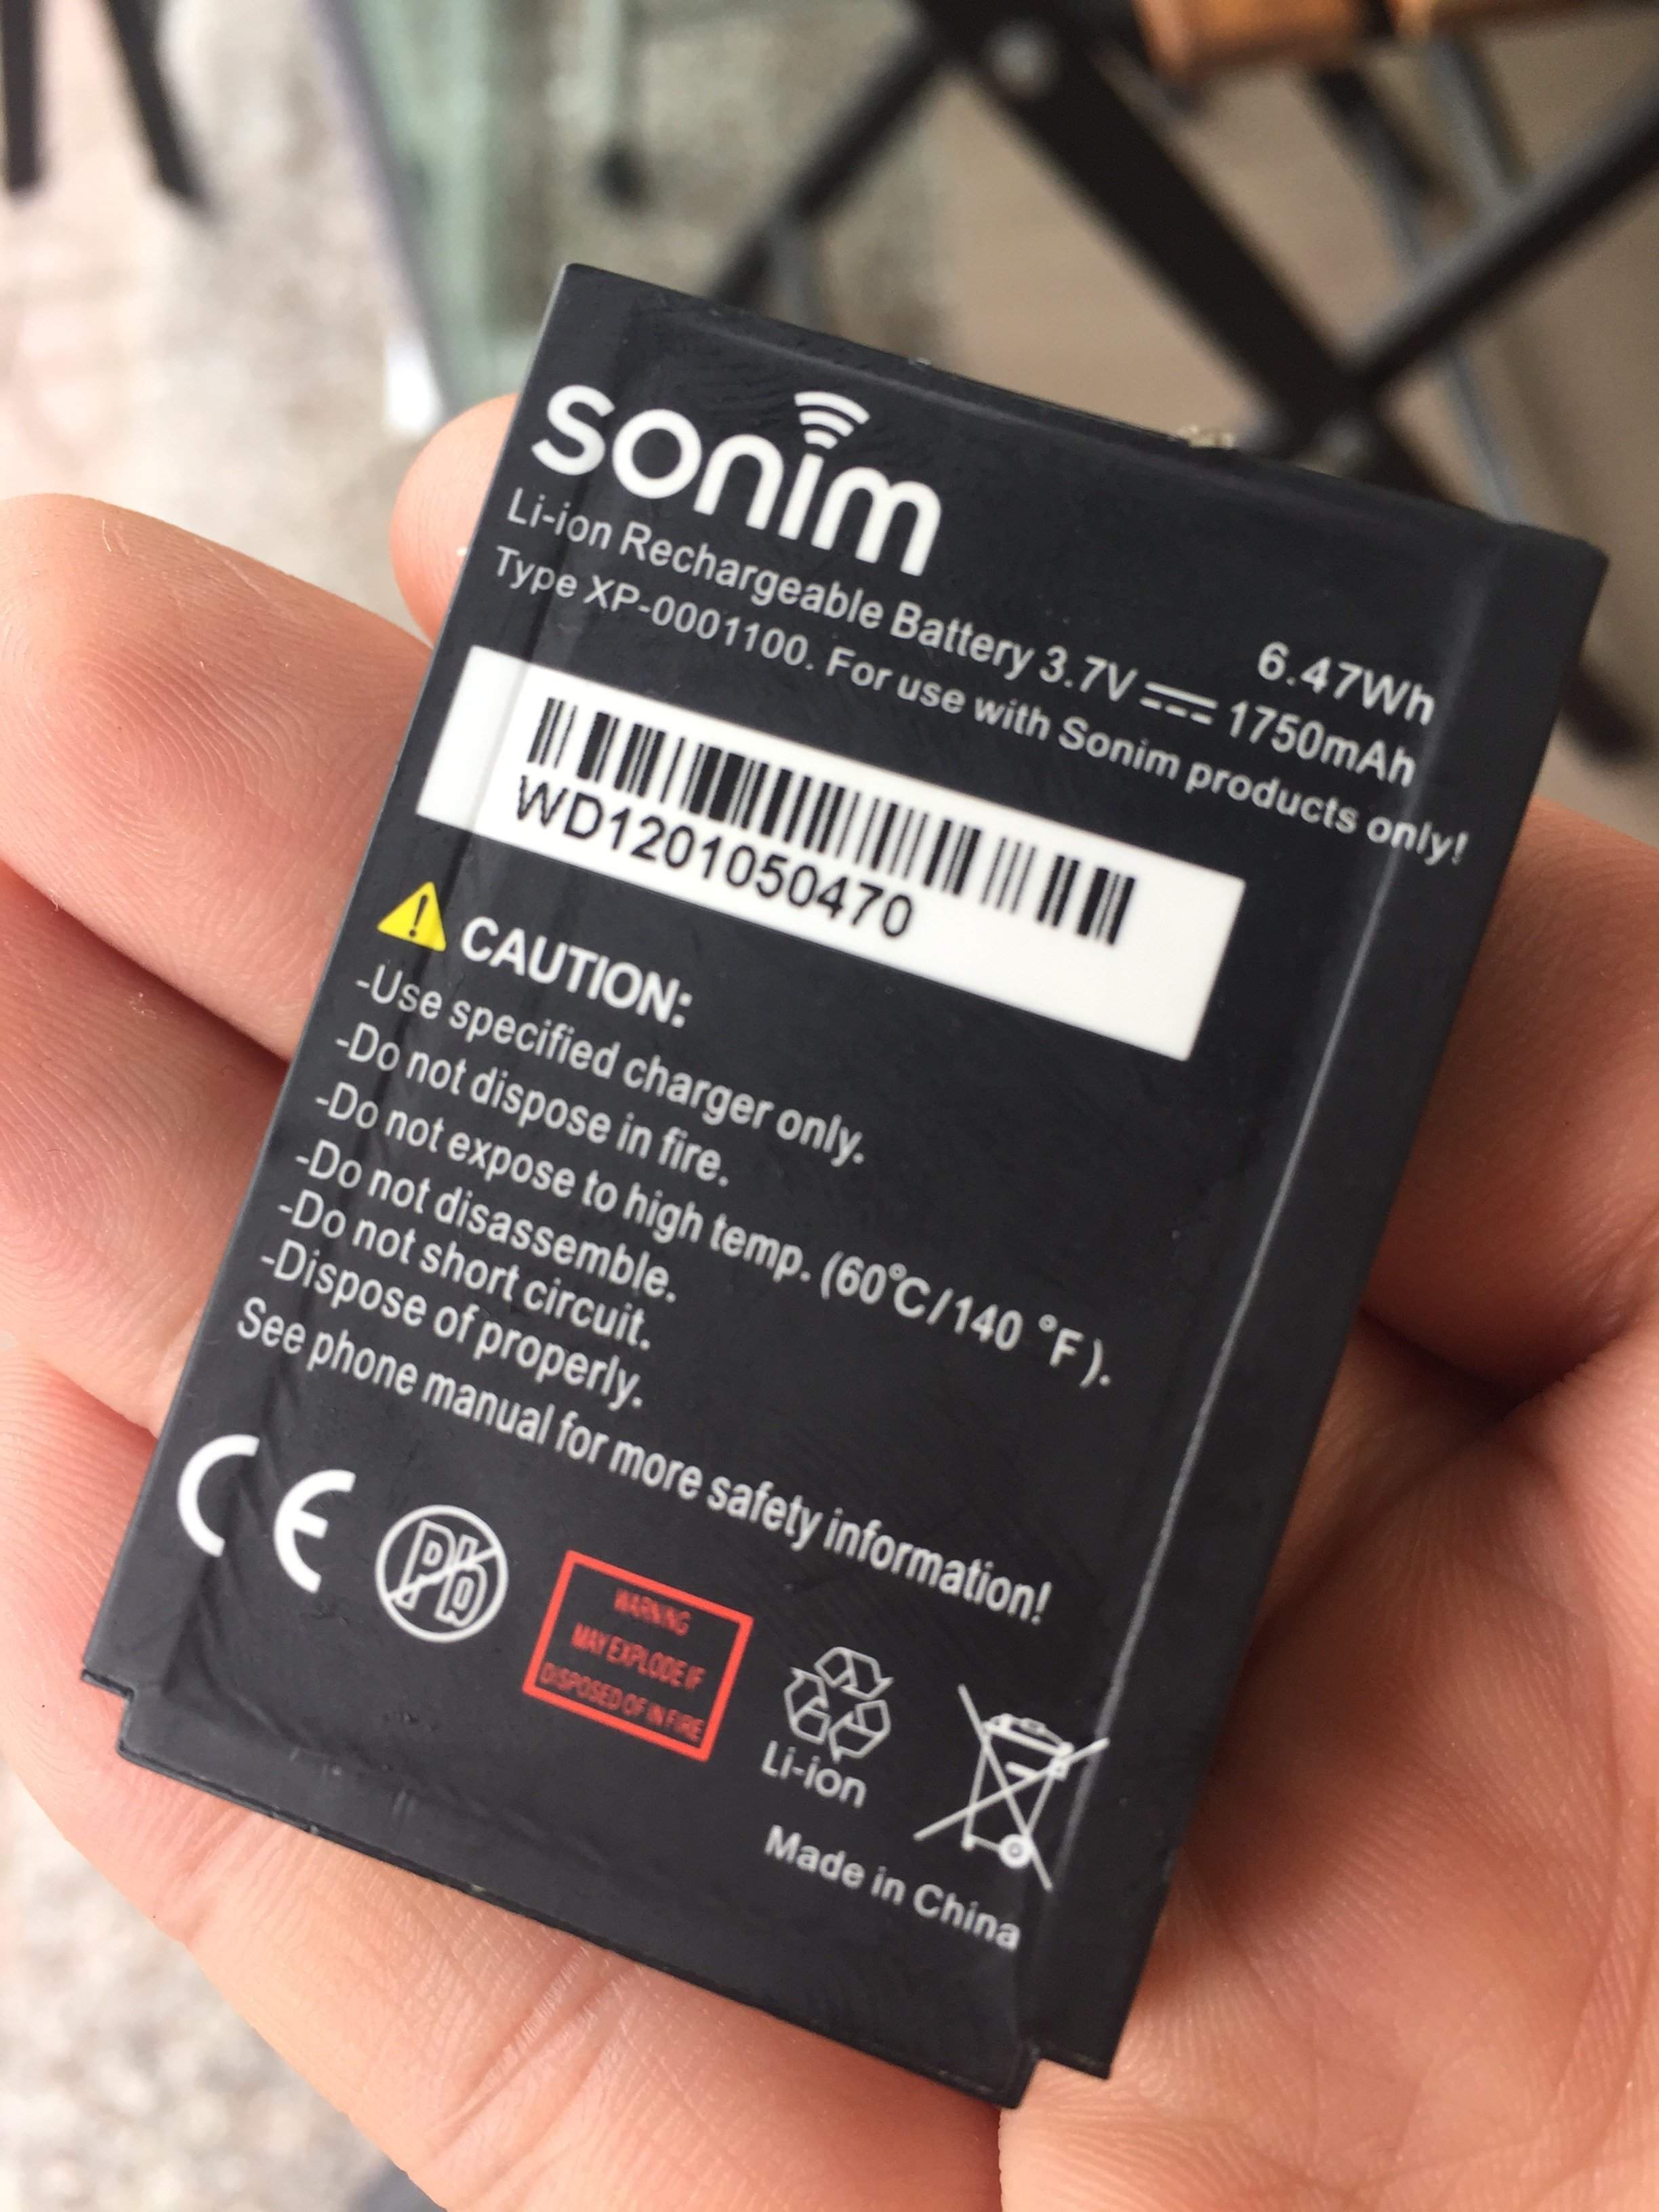 sonim
6.47Wh
Li-ion Rechargeable Battery 3.7V ⎓ 1750mAh
Type XP-0001100. For use with Sonim products only!
WD1201050470
CAUTION:
-Use specified charger only.
-Do not dispose in fire.
-Do not expose to high temp. (60°C/140 °F).
-Do not disassemble.
-Do not short circuit.
-Dispose of properly.
See phone manual for more safety information!
CE
Pb
WARNING
MAY EXPLODE IF
DISPOSED OF IN FIRE
Li-ion
Made in China